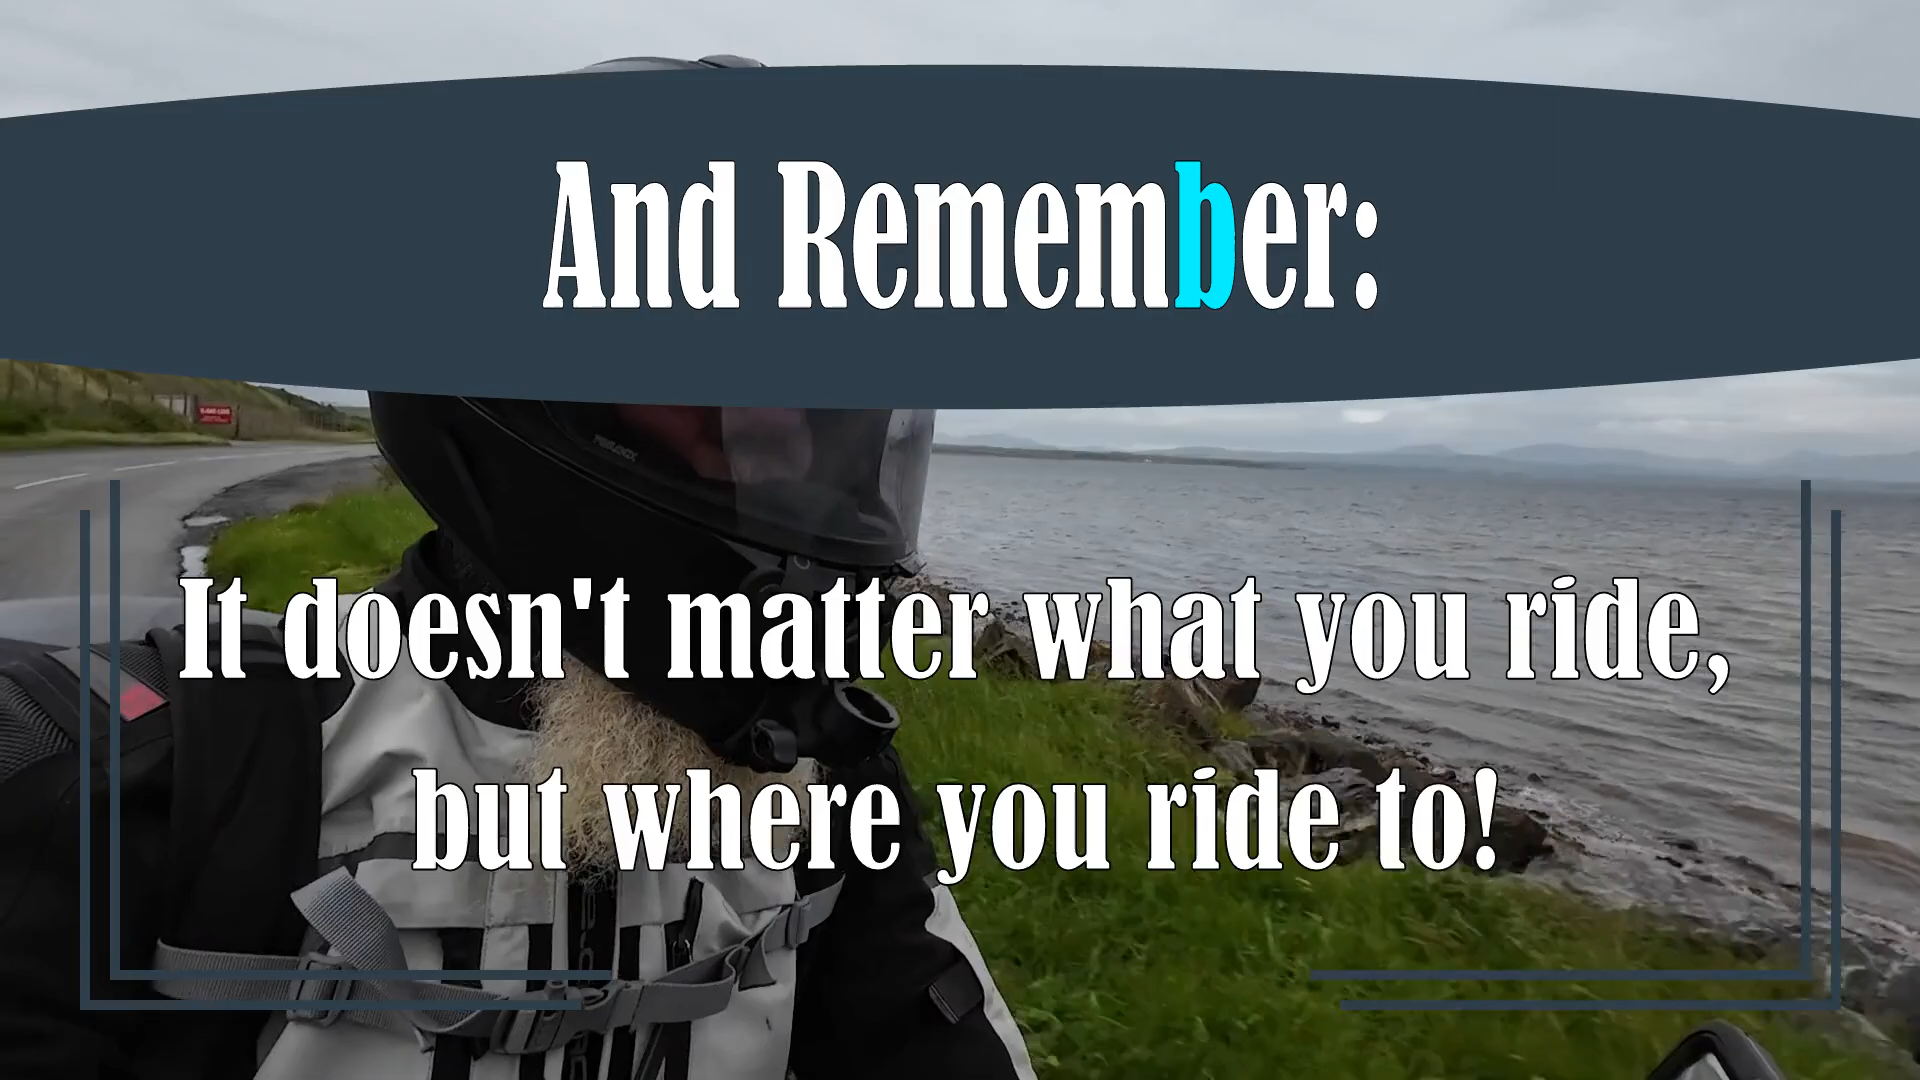 And Remember:
It doesn't matter what you ride,
but where you ride to!